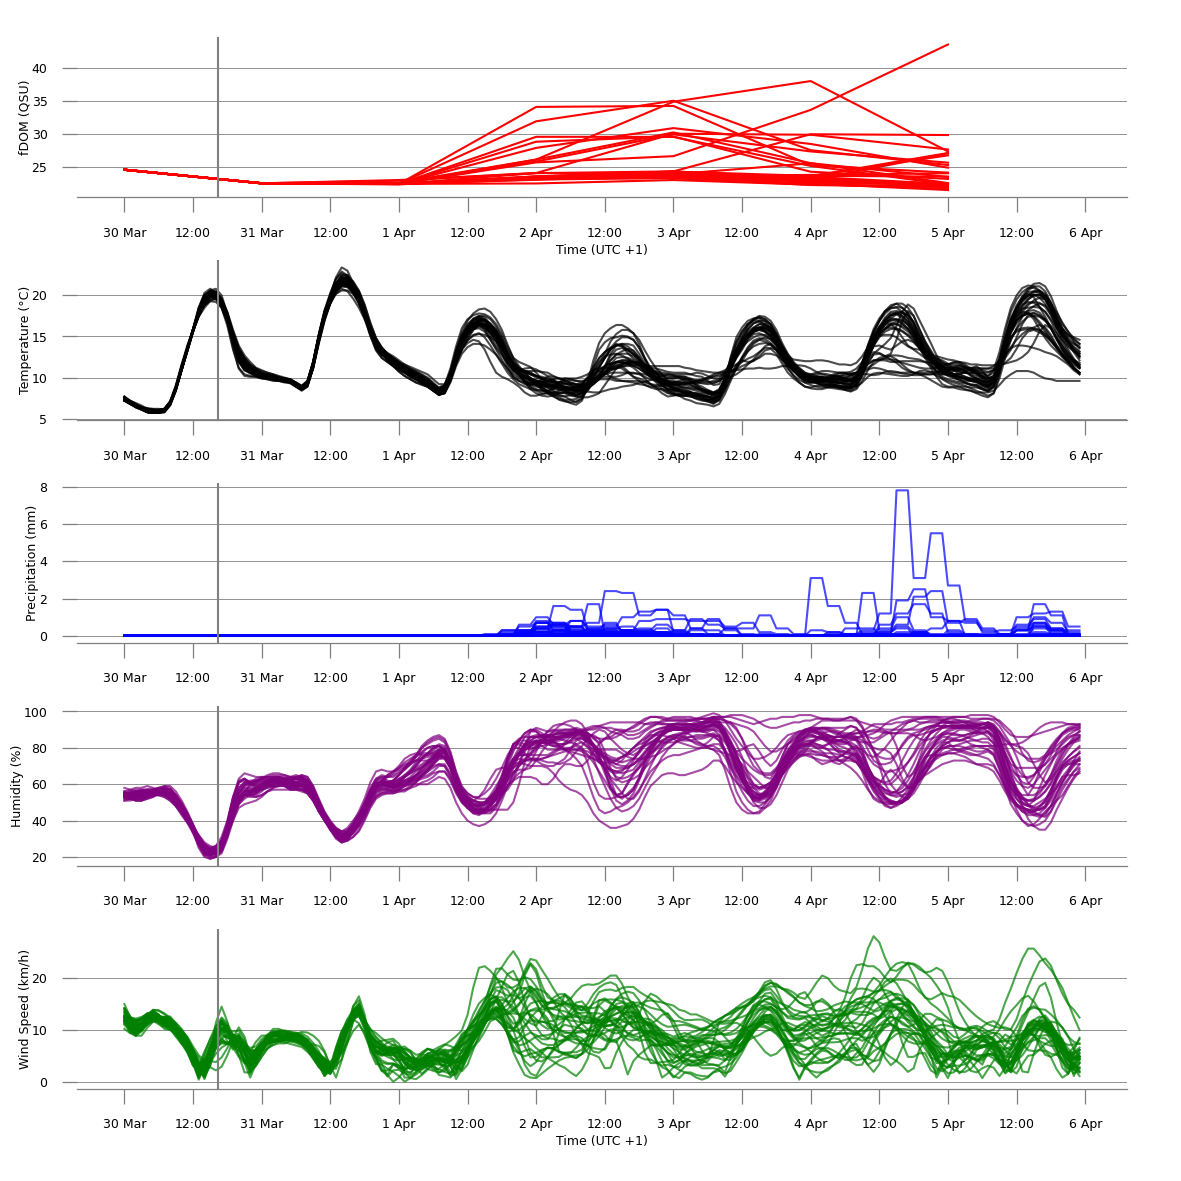 fDOM (QSU)
40
35
30
25
30 Mar 12:00 31 Mar 12:00 1 Apr 12:00 2 Apr 12:00 3 Apr 12:00 4 Apr 12:00 5 Apr 12:00 6 Apr
Time (UTC +1)
Temperature (°C)
20
15
10
5
30 Mar 12:00 31 Mar 12:00 1 Apr 12:00 2 Apr 12:00 3 Apr 12:00 4 Apr 12:00 5 Apr 12:00 6 Apr
Precipitation (mm)
8
6
4
2
0
30 Mar 12:00 31 Mar 12:00 1 Apr 12:00 2 Apr 12:00 3 Apr 12:00 4 Apr 12:00 5 Apr 12:00 6 Apr
Humidity (%)
100
80
60
40
20
30 Mar 12:00 31 Mar 12:00 1 Apr 12:00 2 Apr 12:00 3 Apr 12:00 4 Apr 12:00 5 Apr 12:00 6 Apr
Wind Speed (km/h)
20
10
0
30 Mar 12:00 31 Mar 12:00 1 Apr 12:00 2 Apr 12:00 3 Apr 12:00 4 Apr 12:00 5 Apr 12:00 6 Apr
Time (UTC +1)